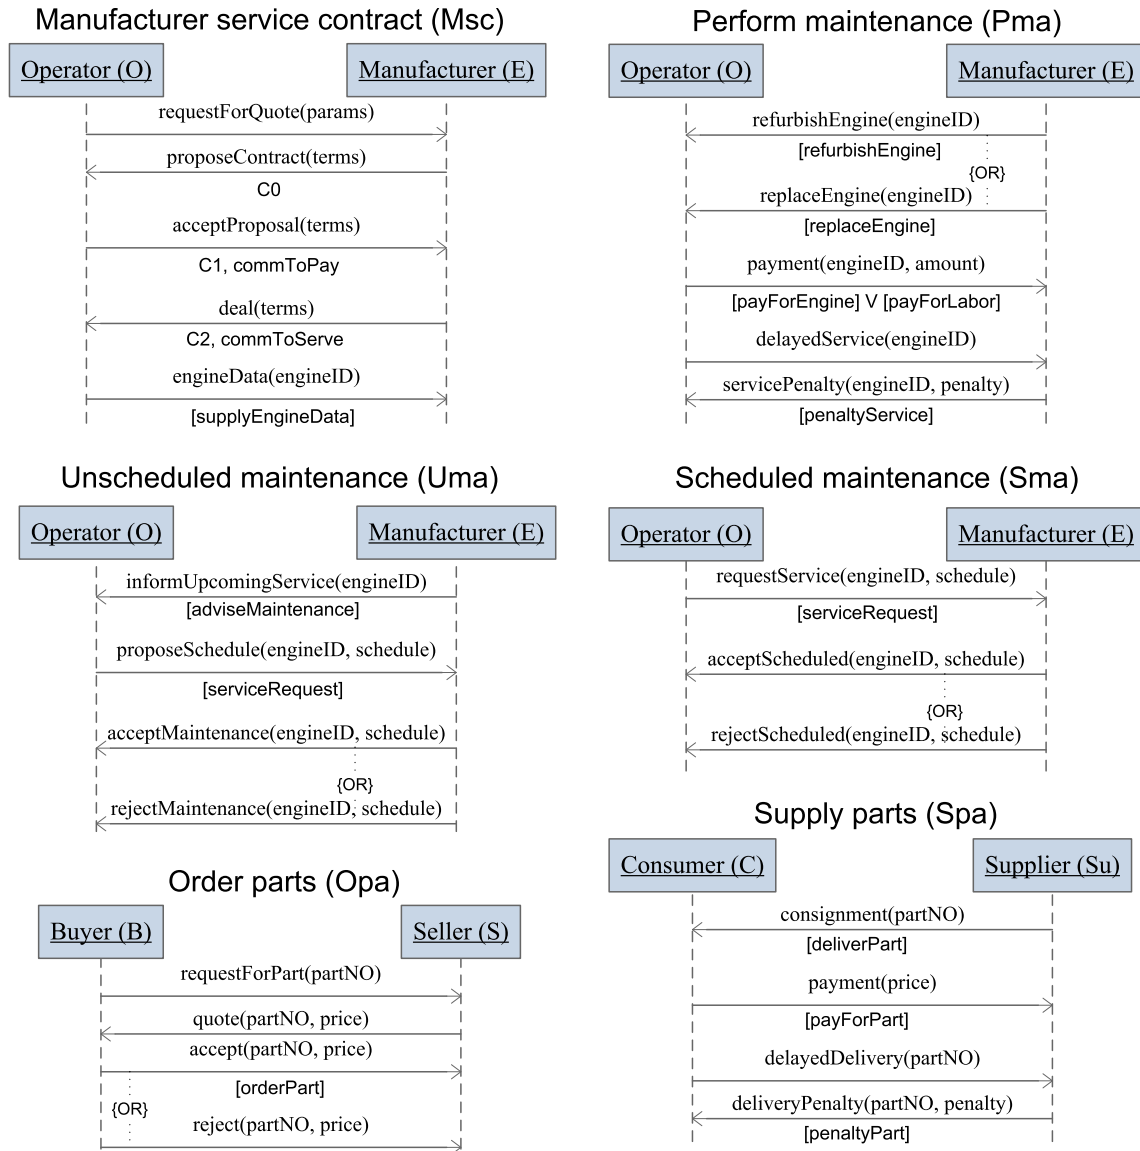 Manufacturer service contract (Msc)
Operator (O)
Manufacturer (E)
requestForQuote(params)
proposeContract(terms)
C0
acceptProposal(terms)
C1, commToPay
deal(terms)
C2, commToServe
engineData(engineID)
[supplyEngineData]
Perform maintenance (Pma)
Operator (O)
Manufacturer (E)
refurbishEngine(engineID)
[refurbishEngine]
{OR}
replaceEngine(engineID)
[replaceEngine]
payment(engineID, amount)
[payForEngine] V [payForLabor]
delayedService(engineID)
servicePenalty(engineID, penalty)
[penaltyService]
Unscheduled maintenance (Uma)
Operator (O)
Manufacturer (E)
informUpcomingService(engineID)
[adviseMaintenance]
proposeSchedule(engineID, schedule)
[serviceRequest]
acceptMaintenance(engineID, schedule)
{OR}
rejectMaintenance(engineID, schedule)
Scheduled maintenance (Sma)
Operator (O)
Manufacturer (E)
requestService(engineID, schedule)
[serviceRequest]
acceptScheduled(engineID, schedule)
{OR}
rejectScheduled(engineID, schedule)
Order parts (Opa)
Buyer (B)
Seller (S)
requestForPart(partNO)
quote(partNO, price)
accept(partNO, price)
[orderPart]
{OR}
reject(partNO, price)
Supply parts (Spa)
Consumer (C)
Supplier (Su)
consignment(partNO)
[deliverPart]
payment(price)
[payForPart]
delayedDelivery(partNO)
deliveryPenalty(partNO, penalty)
[penaltyPart]